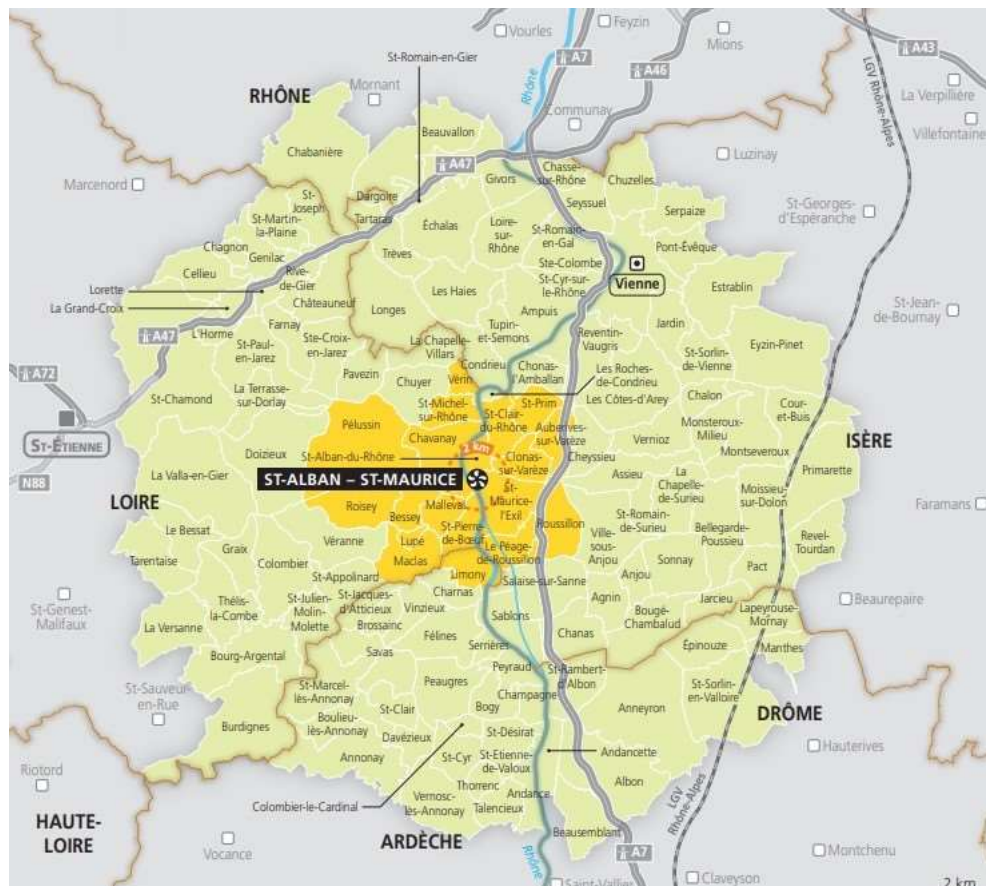 Vourles
Feyzin
Mions
A7
A43
St-Romain-en-Gier
A46
LGV Rhône-Alpes
RHÔNE
Mornant
Rhône
La Verpillière
Communay
Villefontaine
Beauvallon
Chabanière
A47
Luzinay
Marcenord
Givors
Chasse-
sur-Rhône
Chuzelles
St-
Joseph
Dargoire
Tartaras
Seyssuel
Serpaize
St-Georges-
d'Espéranche
St-Martin-
la-Plaine
Échalas
Loire-
sur-
Rhône
St-Romain-
en-Gal
Pont-Évêque
Chagnon
Genilac
Trèves
Cellieu
Rive-
de-Gier
Ste-Colombe
St-Cyr-sur-
le-Rhône
Vienne
Estrablin
Lorette
La Grand-Croix
Châteauneuf
Les Haies
Longes
Ampuis
St-Jean-
de-Bournay
A47
L'Horme
Farnay
Ste-Croix-
en-Jarez
Tupin-
et-Semons
Reventin-
Vaugris
Jardin
Eyzin-Pinet
St-Paul-
en-Jarez
La Chapelle-
Villars
A72
Pavezin
Condrieu
Chonas-
l'Amballan
Les Roches-
de-Condrieu
St-Sorlin-
de-Vienne
St-Chamond
La Terrasse-
sur-Dorlay
Chuyer
Vérin
Les Côtes-d'Arey
Chalon
Cour-
et-Buis
St-Michel-
sur-Rhône
St-Clair-
du-Rhône
St-Prim
ST-ÉTIENNE
Pélussin
Chavanay
Auberives-
sur-Varèze
Monsteroux-
Milieu
ISÈRE
Vernioz
Montseveroux
2 km
Doizieux
St-Alban-du-Rhône
Clonas-
sur-Varèze
Cheyssieu
N88
La Valla-en-Gier
ST-ALBAN – ST-MAURICE
Assieu
La
Chapelle-
de-Surieu
Primarette
LOIRE
Roisey
Malleval
St-
Maurice-
l'Exil
Moissieu-
sur-Dolon
Faramans
Bessey
Roussillon
St-Romain-
de-Surieu
Le Bessat
Véranne
Lupé
St-Pierre-
de-Bœuf
Ville-
sous-
Anjou
Bellegarde-
Poussieu
Revel-
Tourdan
Graix
Maclas
Le Péage-
de-Roussillon
Sonnay
Tarentaise
Colombier
Limony
Salaise-sur-Sanne
Anjou
Pact
St-Appolinard
Charnas
Agnin
Jarcieu
St-Genest-
Malifaux
Thélis-
la-Combe
St-Julien-
Molin-
Molette
St-Jacques-
d'Atticieux
Vinzieux
Sablons
Bougé-
Chambalud
Beaurepaire
Lapeyrouse-
Mornay
La Versanne
Brossainc
Félines
Chanas
Épinouze
Manthes
Bourg-Argental
Savas
Serrières
Peyraud
St-Rambert-
d'Albon
St-Sauveur-
en-Rue
St-Marcel-
lès-Annonay
Peaugres
Champagne
St-Sorlin-
en-Valloire
St-Clair
Bogy
Anneyron
DRÔME
Burdignes
Boulieu-
lès-Annonay
Davézieux
St-Désirat
Annonay
St-Cyr
St-Etienne-
de-Valoux
Andancette
Hauterives
Riotord
Thorrenc
Albon
Colombier-le-Cardinal
Vernosc-
lès-Annonay
Talencieux
Andance
LGV
Rhône-Alpes
HAUTE-
LOIRE
Vocance
ARDÈCHE
Beausemblant
Rhône
A7
Montchenu
Saint-Vallier
Claveyson
2 km